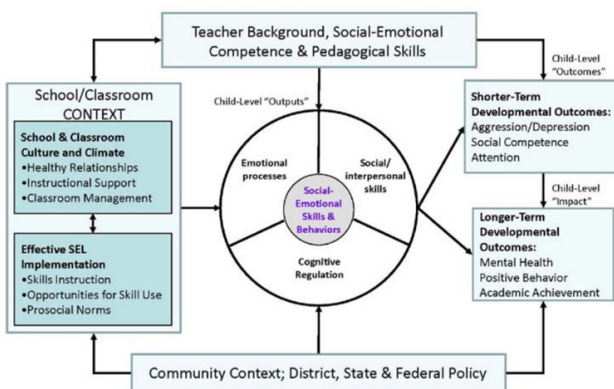 Teacher Background, Social-Emotional
Competence & Pedagogical Skills
Child-Level
"Outcomes"
School/Classroom
CONTEXT
School & Classroom
Culture and Climate
•Healthy Relationships
•Instructional Support
•Classroom Management
Effective SEL
Implementation
•Skills Instruction
•Opportunities for Skill Use
•Prosocial Norms
Child-Level "Outputs"
Emotional
processes
Social/
interpersonal
skills
Social-
Emotional
Skills &
Behaviors
Cognitive
Regulation
Shorter-Term
Developmental Outcomes:
Aggression/Depression
Social Competence
Attention
Child-Level
"Impact"
Longer-Term
Developmental
Outcomes:
Mental Health
Positive Behavior
Academic Achievement
Community Context; District, State & Federal Policy